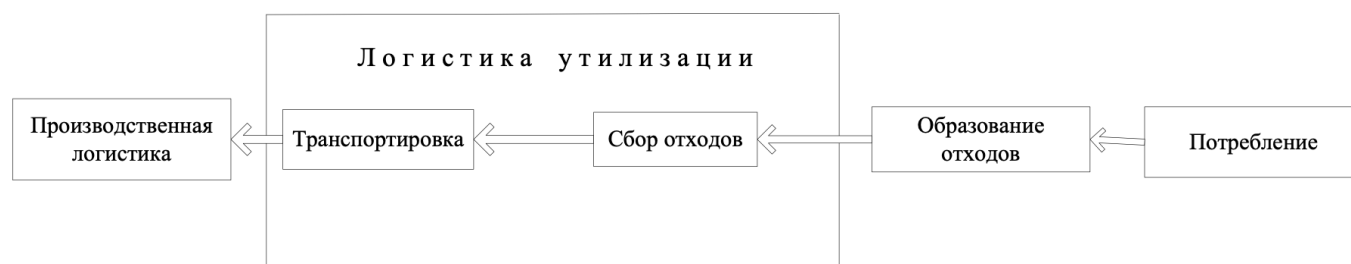 Логистика утилизации
Производственная
логистика
Транспортировка
Сбор отходов
Образование
отходов
Потребление